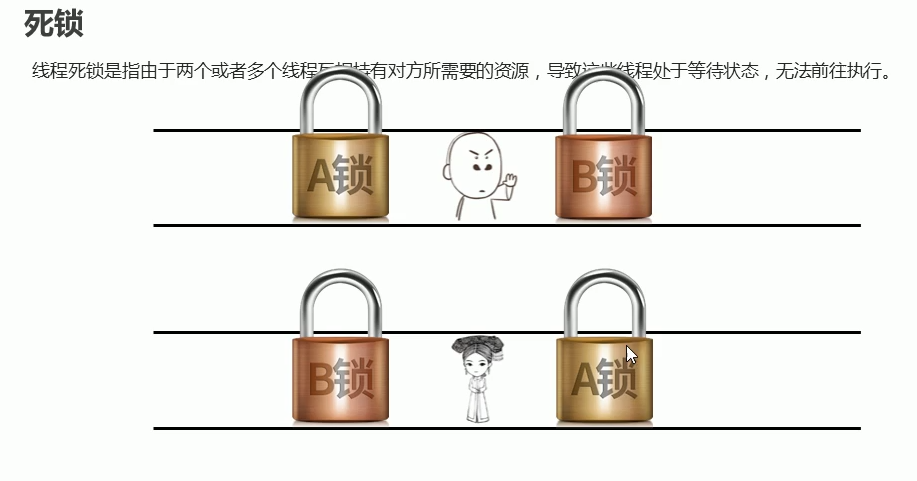 死锁
线程死锁是指由于两个或者多个线程互相持有对方所需要的资源，导致这些线程处于等待状态，无法前往执行。
A锁
B锁
B锁
A锁